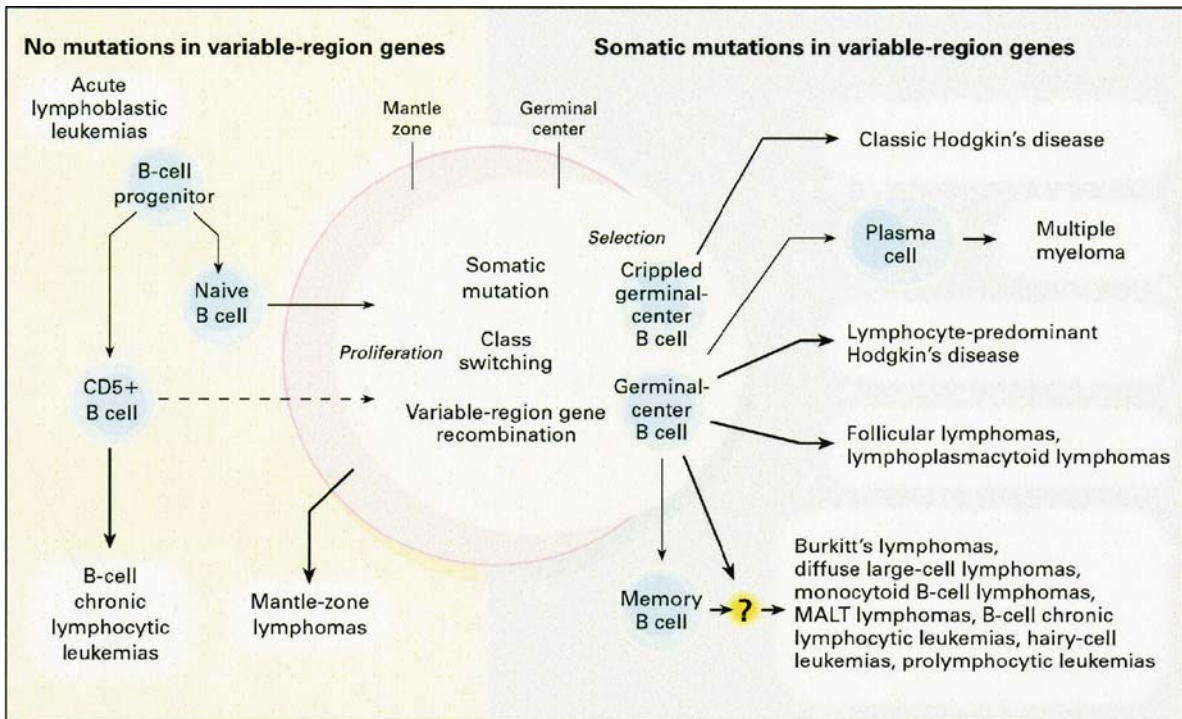 No mutations in variable-region genes
Somatic mutations in variable-region genes
Acute
lymphoblastic
leukemias
B-cell
progenitor
Naive
B cell
CD5+
B cell
B-cell
chronic
lymphocytic
leukemias
Mantle
zone
Germinal
center
Proliferation
Somatic
mutation
Class
switching
Variable-region gene
recombination
Mantle-zone
lymphomas
Selection
Crippled
germinal-
center
B cell
Germinal-
center
B cell
Memory
B cell
?
Classic Hodgkin's disease
Plasma
cell
Multiple
myeloma
Lymphocyte-predominant
Hodgkin's disease
Follicular lymphomas,
lymphoplasmacytoid lymphomas
Burkitt's lymphomas,
diffuse large-cell lymphomas,
monocytoid B-cell lymphomas,
MALT lymphomas, B-cell chronic
lymphocytic leukemias, hairy-cell
leukemias, prolymphocytic leukemias